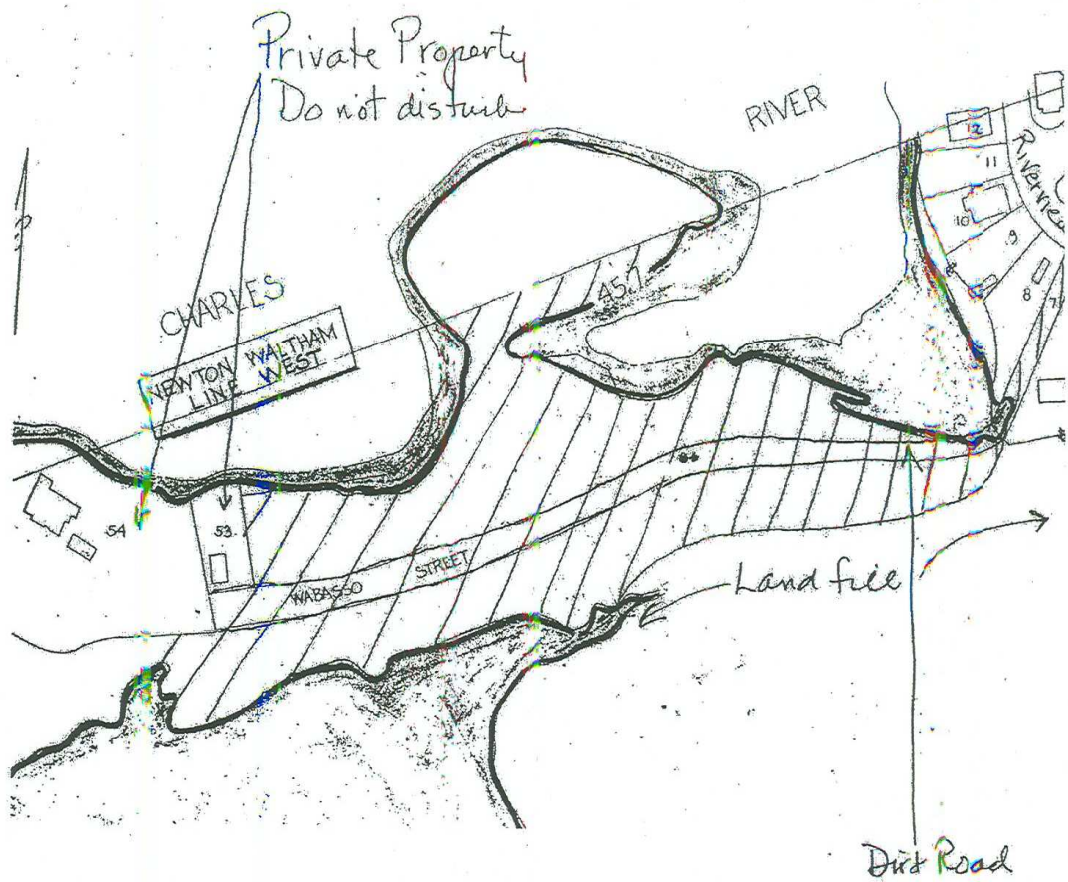 Private Property
Do not disturb
CHARLES
RIVER
NEWTON WALTHAM
LINE WEST
45.7
12
11
10
9
8
7
54
53
WABASSO STREET
Land fill
Dirt Road